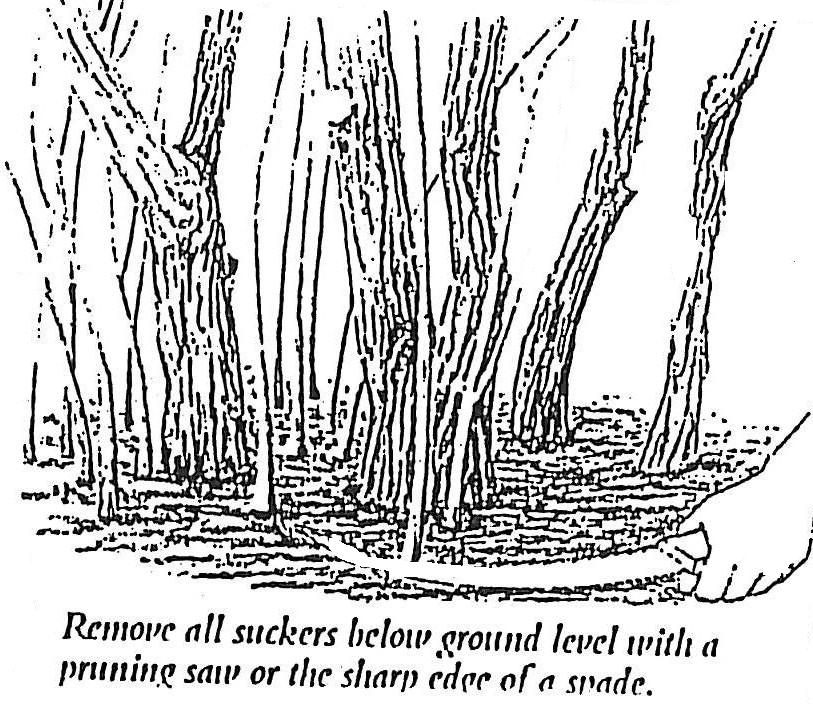 Remove all suckers below ground level with a
pruning saw or the sharp edge of a spade.